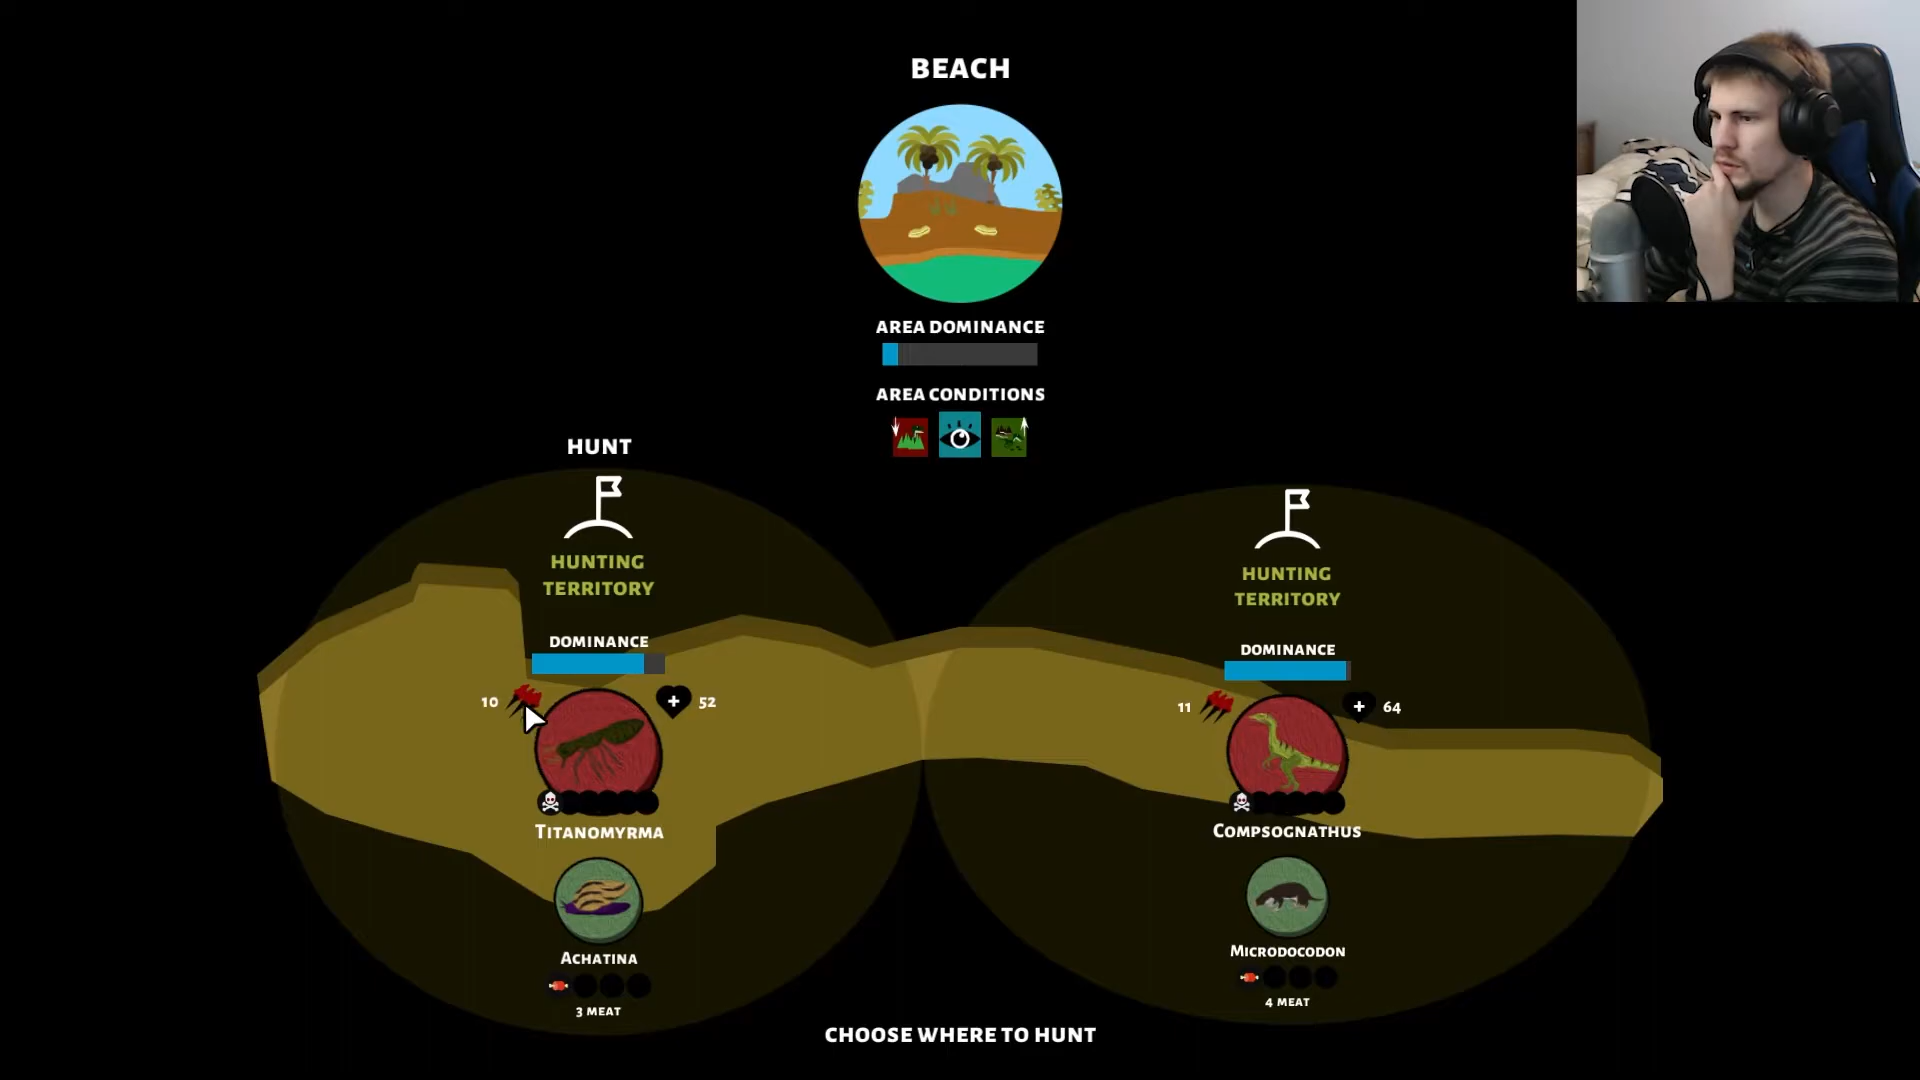 BEACH
AREA DOMINANCE
AREA CONDITIONS
HUNT
HUNTING
TERRITORY
DOMINANCE
10
52
TITANOMYRMA
ACHATINA
3 MEAT
HUNTING
TERRITORY
DOMINANCE
11
64
COMPSOGNATHUS
MICRODOCODON
4 MEAT
CHOOSE WHERE TO HUNT